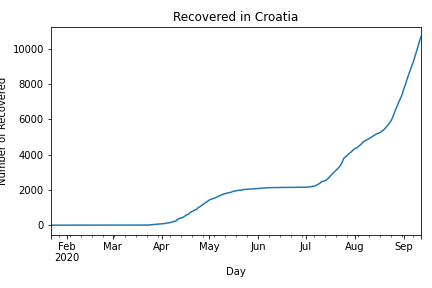 Recovered in Croatia
Number of Recovered
10000
8000
6000
4000
2000
0
Feb Mar Apr May Jun Jul Aug Sep
2020
Day